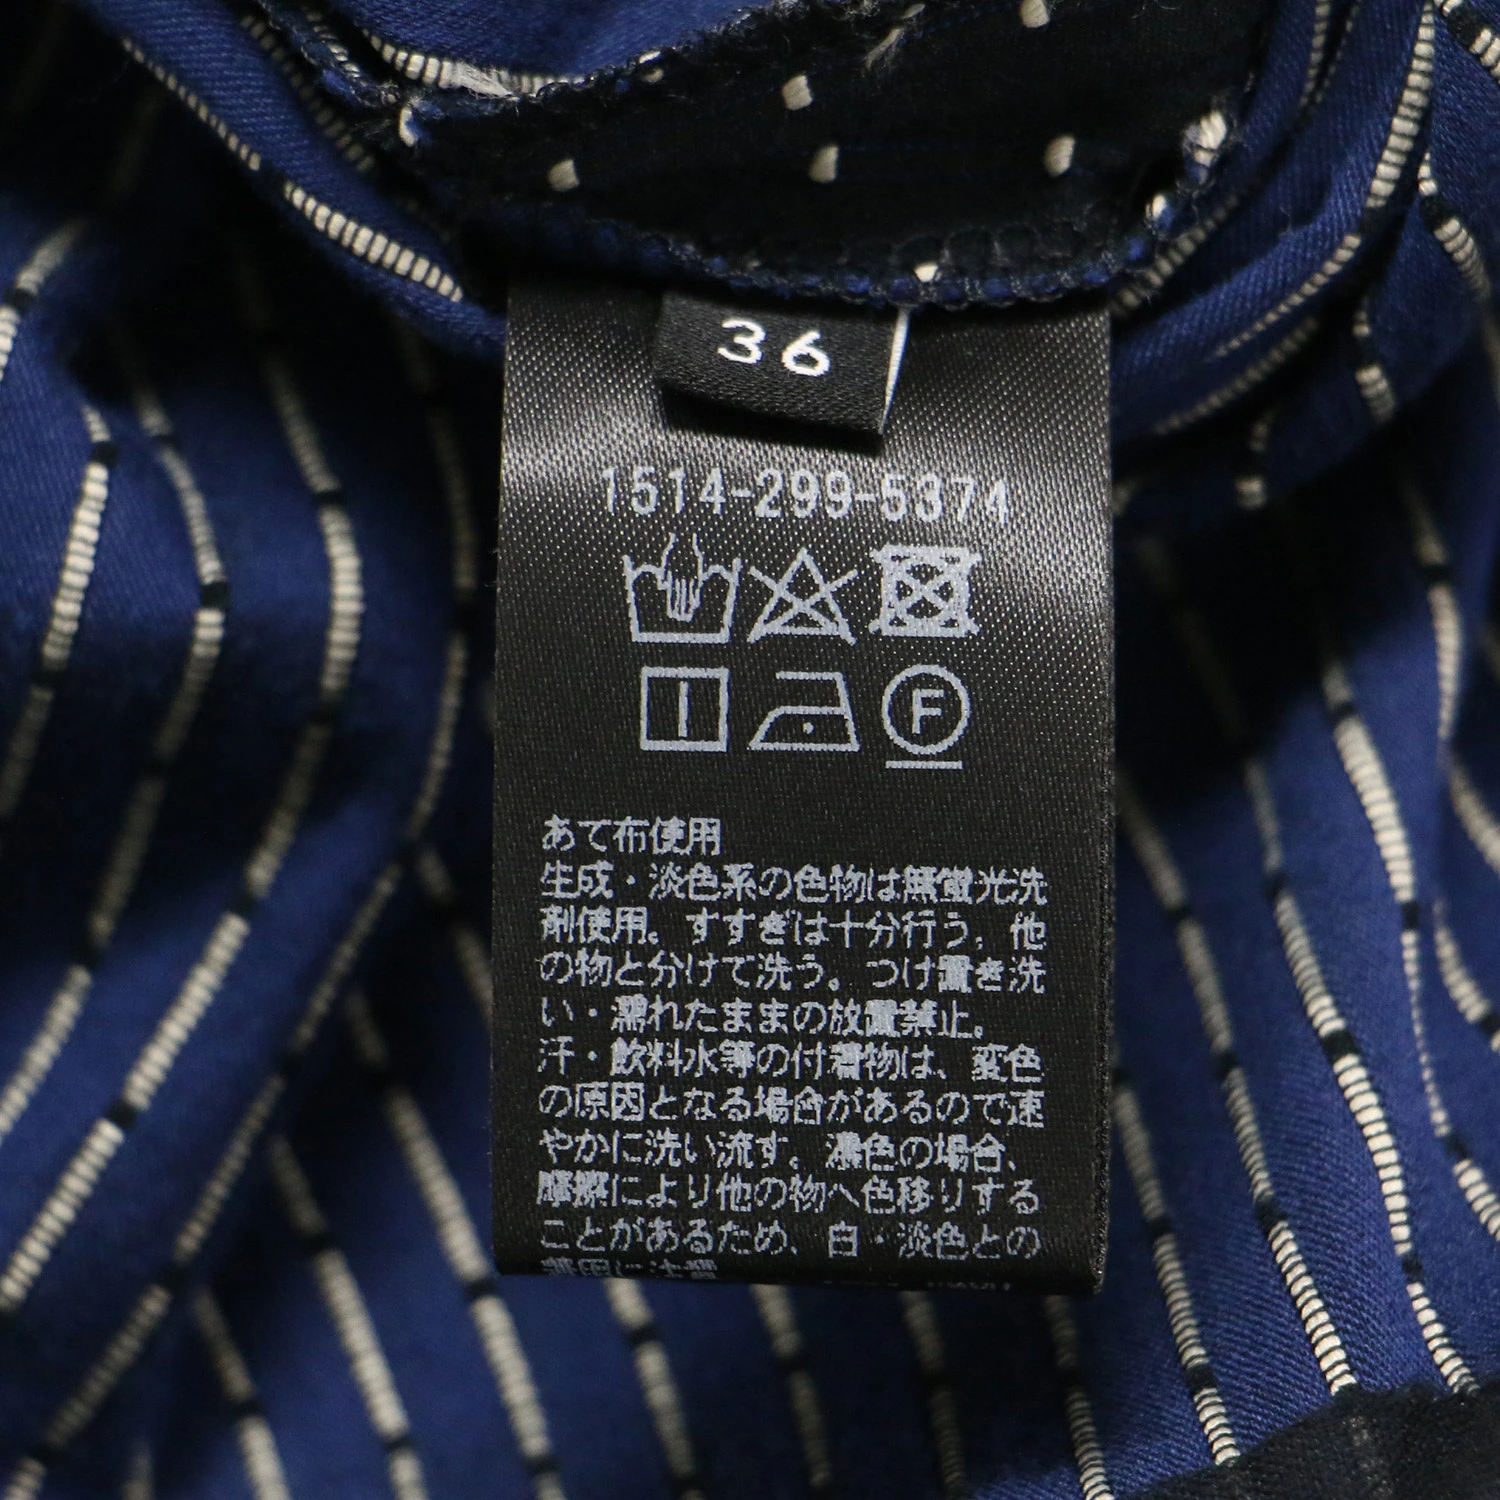 36
1514-299-5374
F
あて布使用
生成・淡色系の色物は無蛍光洗
剤使用。すすぎは十分行う。他
の物と分けて洗う。つけ置き洗
い・濡れたままの放置禁止。
汗・飲料水等の付着物は、変色
の原因となる場合があるので速
やかに洗い流す。濃色の場合、
摩擦により他の物へ色移りする
ことがあるため、白・淡色との